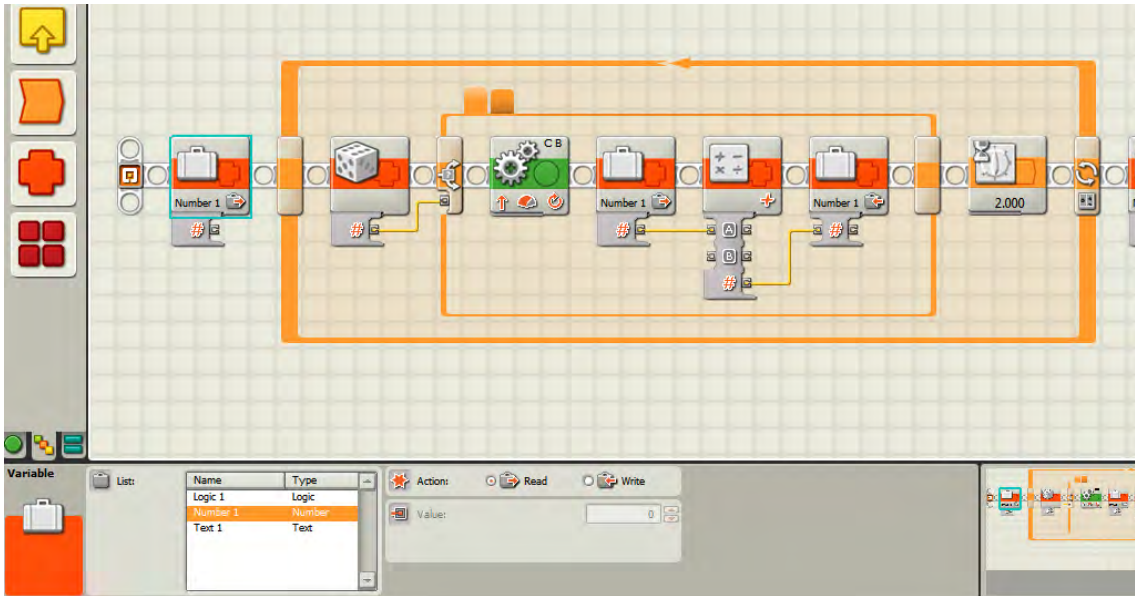 C B
Number 1
Number 1
Number 1
2.000
#
#
#
A
B
#
Variable
List:
Name Type
Logic 1 Logic
Number 1 Number
Text 1 Text
Action: Read Write
Value: 0